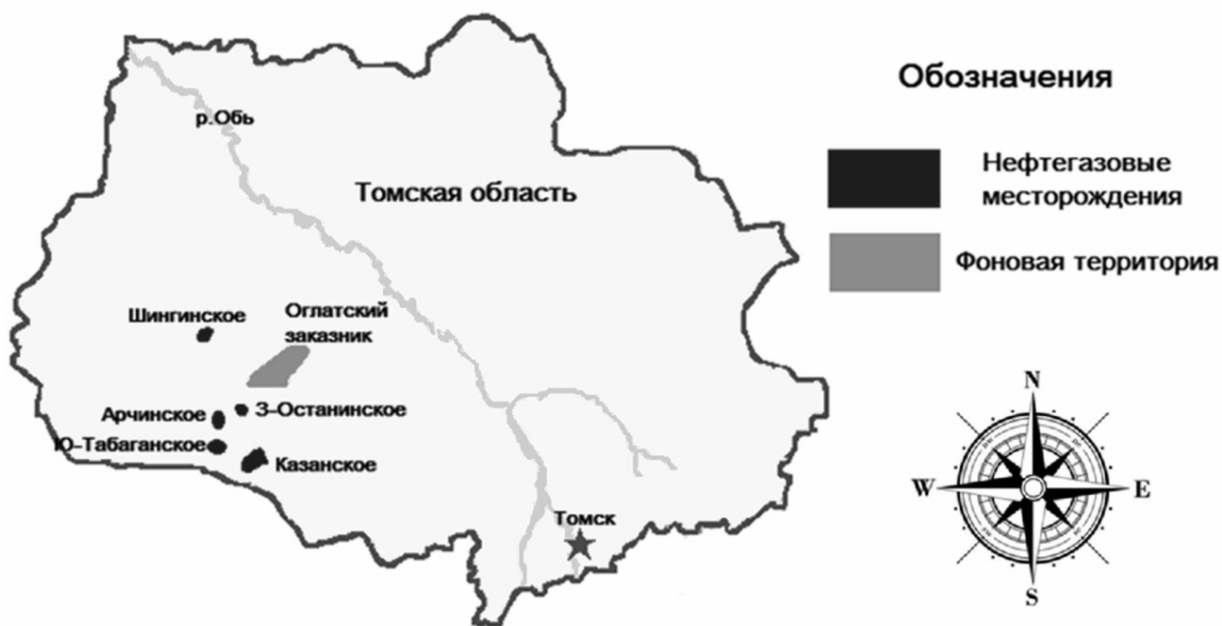 Обозначения
р.Обь
Нефтегазовые
месторождения
Томская область
Фоновая территория
Шингинское
Оглатский
заказник
Арчинское
З-Останинское
Ю-Табаганское
Казанское
Томск
N
W
E
S